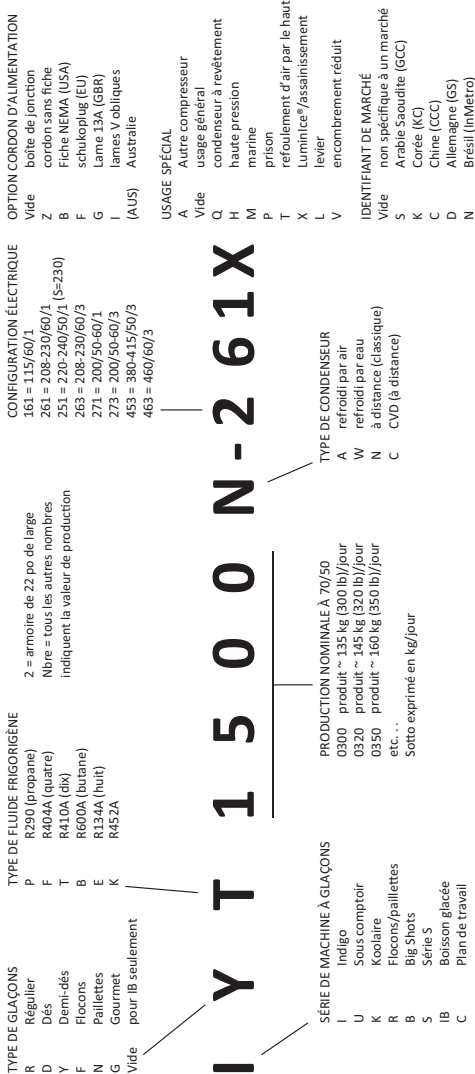 TYPE DE GLAÇONS
R Régulier
D Dés
Y Demi-dés
F Flocons
N Paillettes
G Gourmet
Vide pour IB seulement
TYPE DE FLUIDE FRIGORIGÈNE
P R290 (propane)
F R404A (quatre)
T R410A (dix)
B R600A (butane)
E R134A (huit)
K R452A
2 = armoire de 22 po de large
Nbre = tous les autres nombres
indiquent la valeur de production
CONFIGURATION ÉLECTRIQUE
161 = 115/60/1
261 = 208-230/60/1
251 = 220-240/50/1 (S=230)
263 = 208-230/60/3
271 = 200/50-60/1
273 = 200/50-60/3
453 = 380-415/50/3
463 = 460/60/3
OPTION CORDON D'ALIMENTATION
Vide boîte de jonction
Z cordon sans fiche
B Fiche NEMA (USA)
F schukoplug (EU)
G Lame 13A (GBR)
I lames V obliques
(AUS) Australie
USAGE SPÉCIAL
A Autre compresseur
Vide usage général
Q condenseur à revêtement
H haute pression
M marine
P prison
T refoulement d'air par le haut
X LuminIce®/assainissement
L levier
V encombrement réduit
IDENTIFIANT DE MARCHÉ
Vide non spécifique à un marché
S Arabie Saoudite (GCC)
K Corée (KC)
C Chine (CCC)
D Allemagne (GS)
N Brésil (InMetro)
I Y T 1 5 0 0 N - 2 6 1 X
SÉRIE DE MACHINE À GLAÇONS
I Indigo
U Sous comptoir
K Koolaire
R Flocons/paillettes
B Big Shots
S Série S
IB Boisson glacée
C Plan de travail
PRODUCTION NOMINALE À 70/50
0300 produit ~ 135 kg (300 lb)/jour
0320 produit ~ 145 kg (320 lb)/jour
0350 produit ~ 160 kg (350 lb)/jour
etc. . .
Sotto exprimé en kg/jour
TYPE DE CONDENSEUR
A refroidi par air
W refroidi par eau
N à distance (classique)
C CVD (à distance)